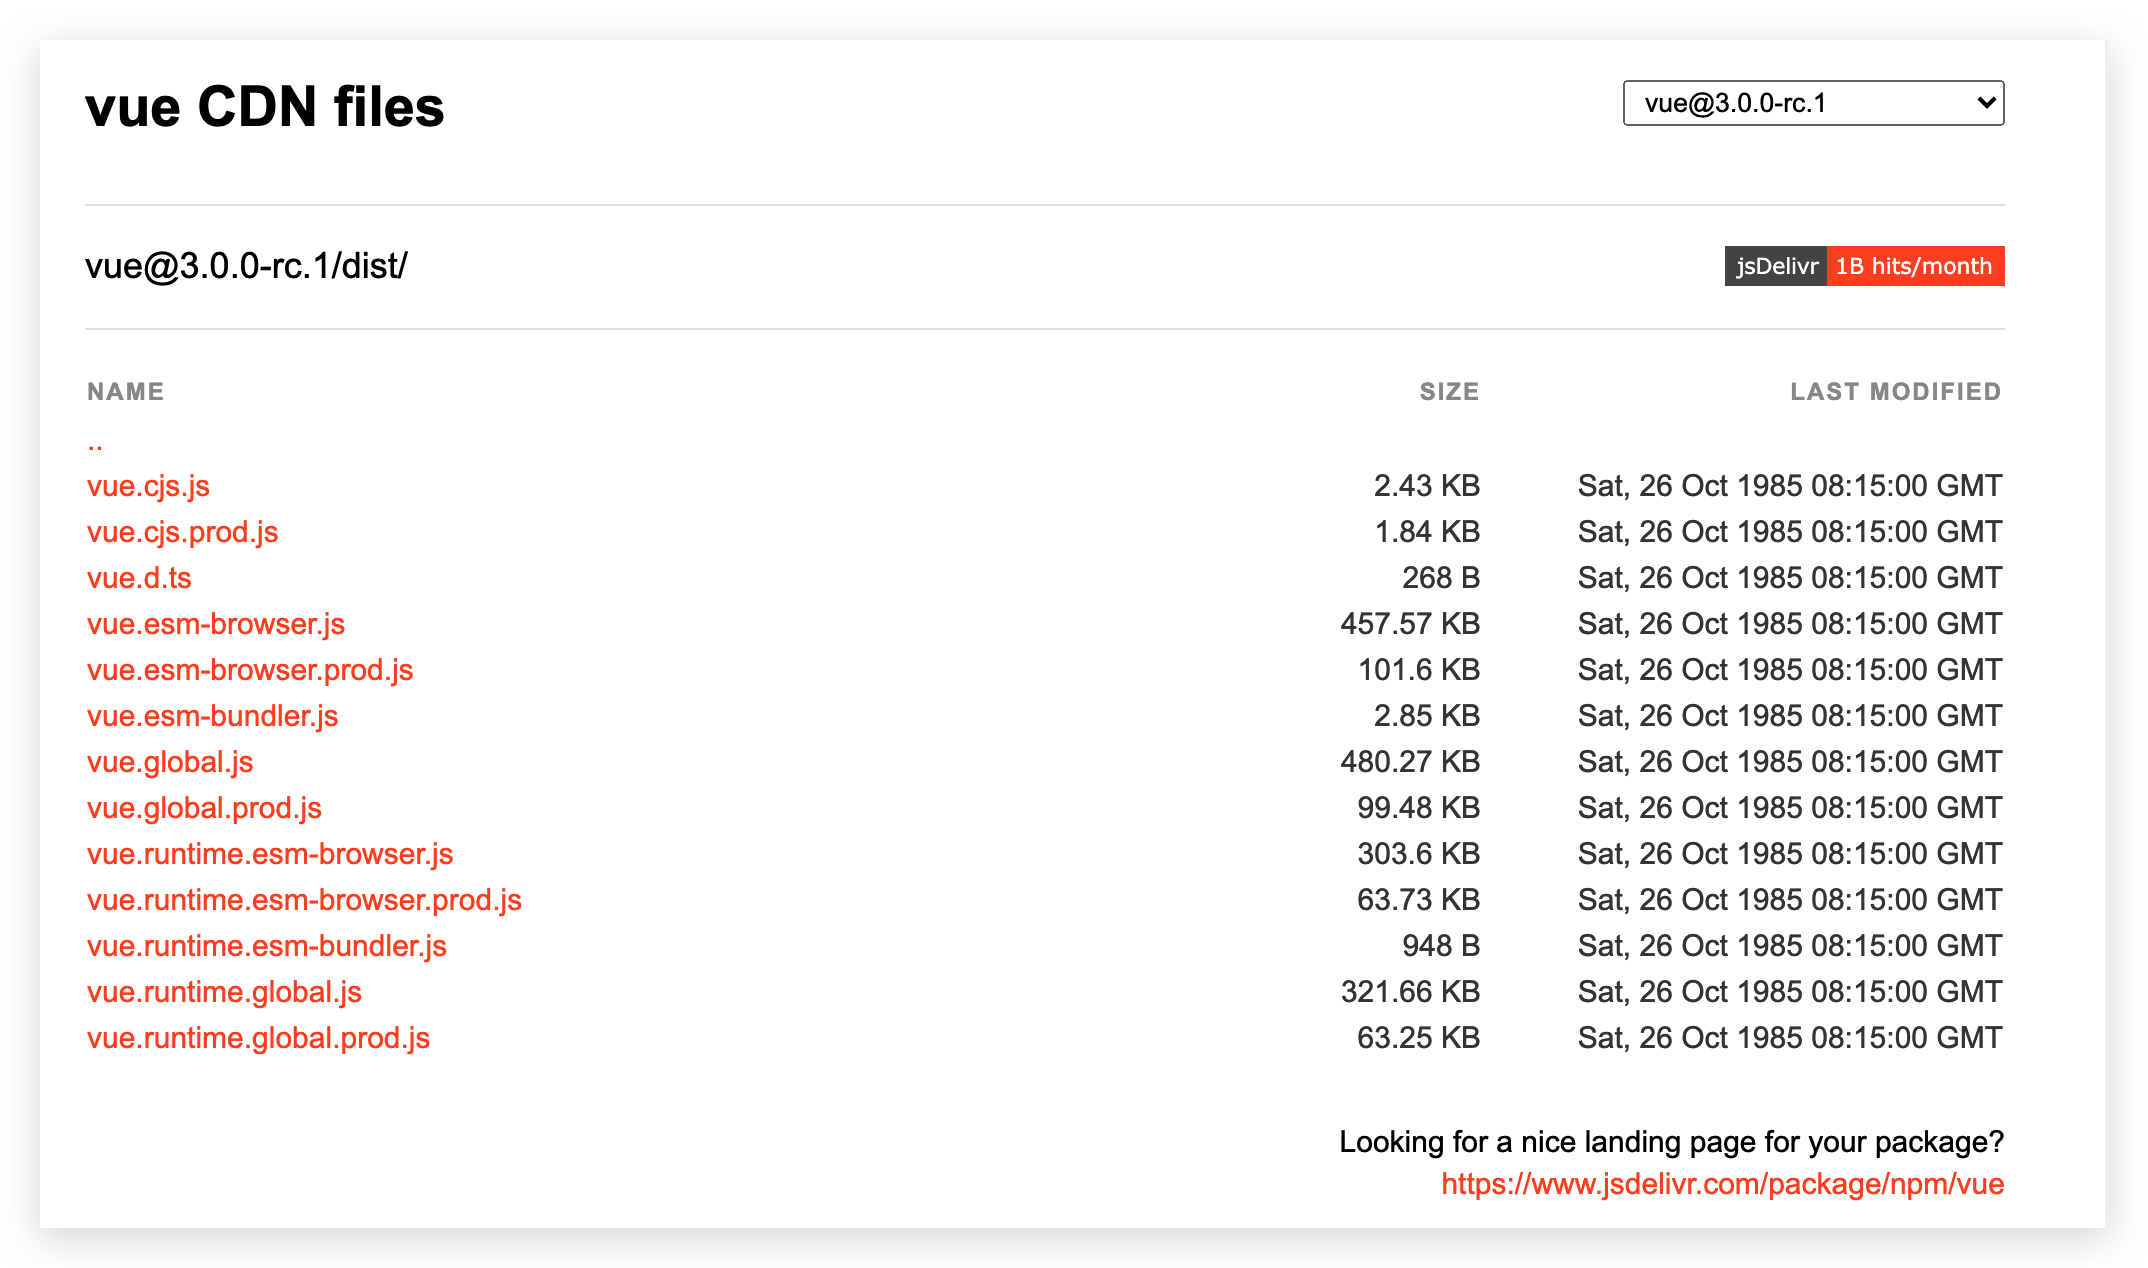 vue CDN files
vue@3.0.0-rc.1
vue@3.0.0-rc.1/dist/
jsDelivr 1B hits/month
NAME SIZE LAST MODIFIED
..
vue.cjs.js 2.43 KB Sat, 26 Oct 1985 08:15:00 GMT
vue.cjs.prod.js 1.84 KB Sat, 26 Oct 1985 08:15:00 GMT
vue.d.ts 268 B Sat, 26 Oct 1985 08:15:00 GMT
vue.esm-browser.js 457.57 KB Sat, 26 Oct 1985 08:15:00 GMT
vue.esm-browser.prod.js 101.6 KB Sat, 26 Oct 1985 08:15:00 GMT
vue.esm-bundler.js 2.85 KB Sat, 26 Oct 1985 08:15:00 GMT
vue.global.js 480.27 KB Sat, 26 Oct 1985 08:15:00 GMT
vue.global.prod.js 99.48 KB Sat, 26 Oct 1985 08:15:00 GMT
vue.runtime.esm-browser.js 303.6 KB Sat, 26 Oct 1985 08:15:00 GMT
vue.runtime.esm-browser.prod.js 63.73 KB Sat, 26 Oct 1985 08:15:00 GMT
vue.runtime.esm-bundler.js 948 B Sat, 26 Oct 1985 08:15:00 GMT
vue.runtime.global.js 321.66 KB Sat, 26 Oct 1985 08:15:00 GMT
vue.runtime.global.prod.js 63.25 KB Sat, 26 Oct 1985 08:15:00 GMT
Looking for a nice landing page for your package?
https://www.jsdelivr.com/package/npm/vue